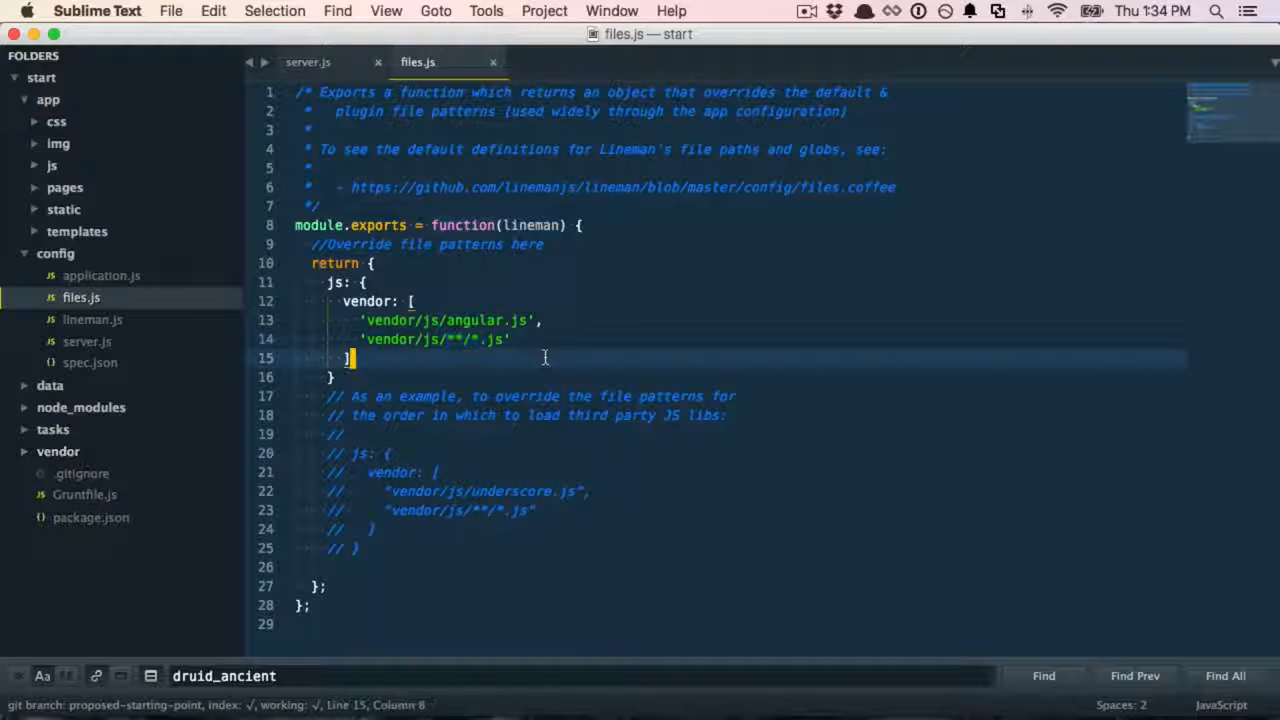 Sublime Text File Edit Selection Find View Goto Tools Project Window Help Thu 1:34 PM
files.js — start
FOLDERS
start
app
css
img
js
pages
static
templates
config
JS application.js
JS files.js
JS lineman.js
JS server.js
{} spec.json
data
node_modules
tasks
vendor
.gitignore
JS Gruntfile.js
{} package.json
server.js × files.js ×
1 /* Exports a function which returns an object that overrides the default &
2 * plugin file patterns (used widely through the app configuration)
3 *
4 * To see the default definitions for Lineman's file paths and globs, see:
5 *
6 * - https://github.com/linemanjs/lineman/blob/master/config/files.coffee
7 */
8 module.exports = function(lineman) {
9 //Override file patterns here
10 return {
11 js: {
12 vendor: [
13 'vendor/js/angular.js',
14 'vendor/js/**/*.js'
15 ]
16 }
17 // As an example, to override the file patterns for
18 // the order in which to load third party JS libs:
19 //
20 // js: {
21 // vendor: [
22 // "vendor/js/underscore.js",
23 // "vendor/js/**/*.js"
24 // ]
25 // }
26
27 };
28 };
29
.* Aa druid_ancient Find Find Prev Find All
git branch: proposed-starting-point, index: √, working: √, Line 15, Column 8 Spaces: 2 JavaScript